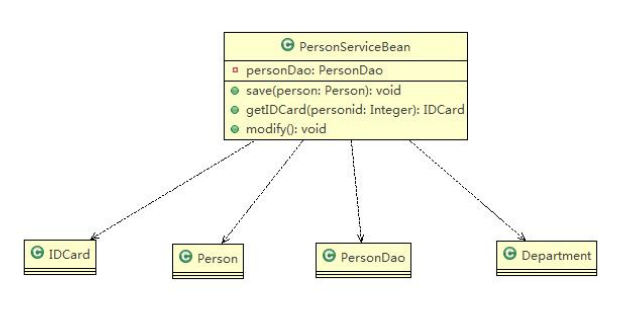 PersonServiceBean
personDao: PersonDao
save(person: Person): void
getIDCard(personid: Integer): IDCard
modify(): void
IDCard
Person
PersonDao
Department